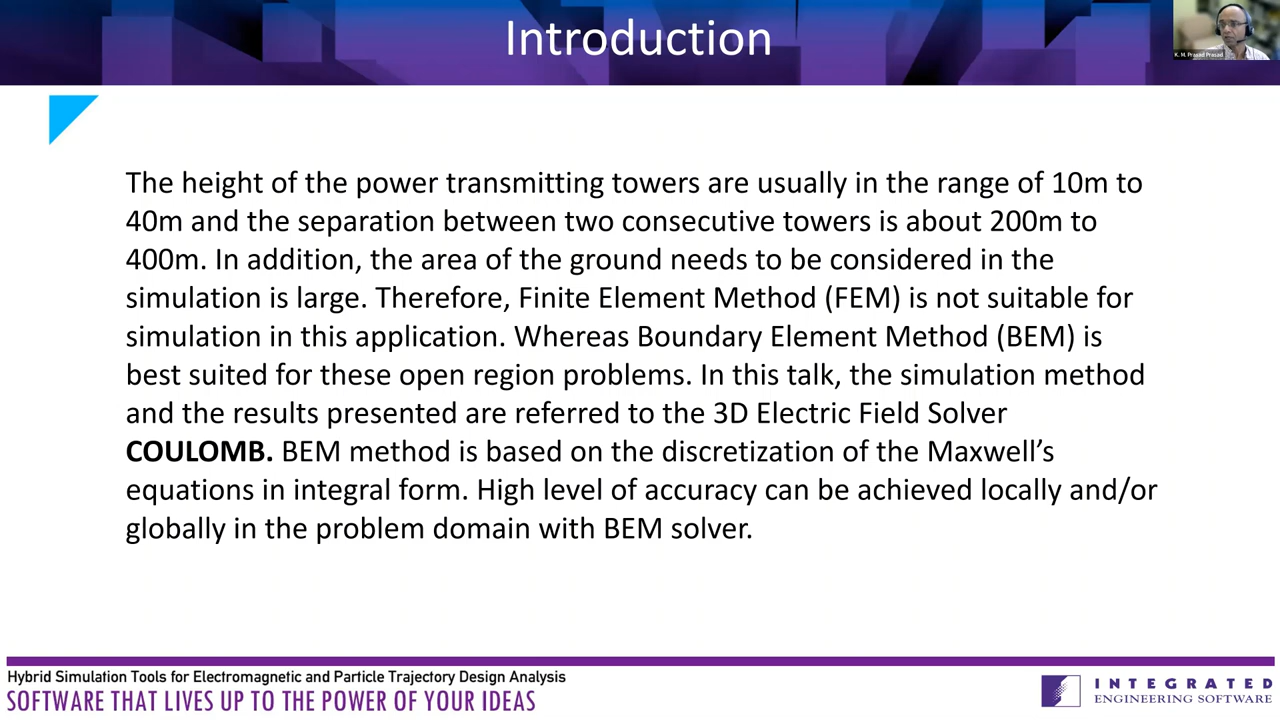 Introduction
K. M. Prasad Prasad
The height of the power transmitting towers are usually in the range of 10m to
40m and the separation between two consecutive towers is about 200m to
400m. In addition, the area of the ground needs to be considered in the
simulation is large. Therefore, Finite Element Method (FEM) is not suitable for
simulation in this application. Whereas Boundary Element Method (BEM) is
best suited for these open region problems. In this talk, the simulation method
and the results presented are referred to the 3D Electric Field Solver
COULOMB. BEM method is based on the discretization of the Maxwell’s
equations in integral form. High level of accuracy can be achieved locally and/or
globally in the problem domain with BEM solver.
Hybrid Simulation Tools for Electromagnetic and Particle Trajectory Design Analysis
SOFTWARE THAT LIVES UP TO THE POWER OF YOUR IDEAS
INTEGRATED
ENGINEERING SOFTWARE